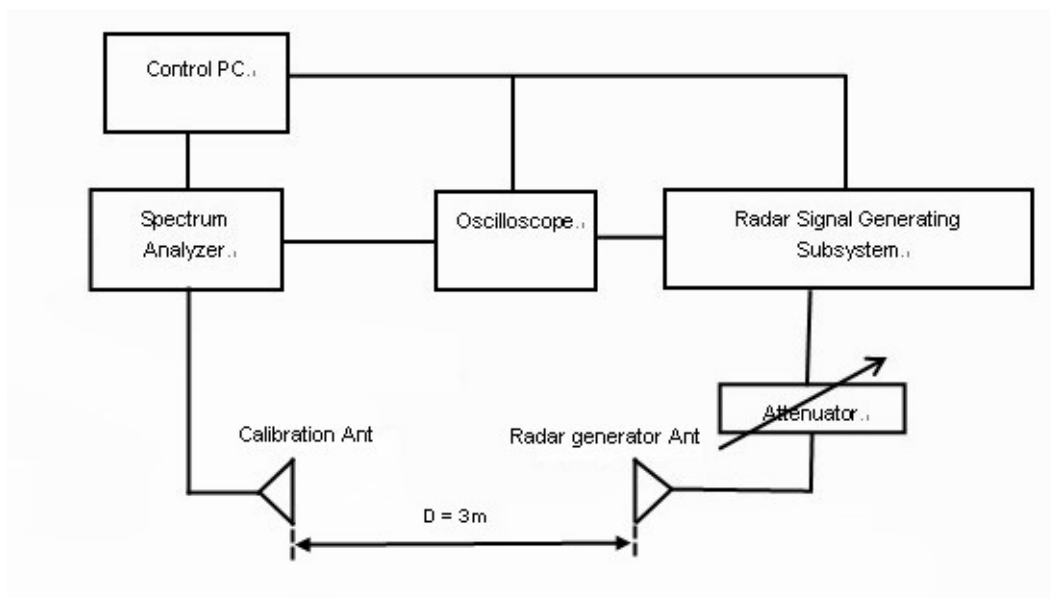 Control PC.
Spectrum
Analyzer.
Oscilloscope.
Radar Signal Generating
Subsystem.
Attenuator.
Calibration Ant
Radar generator Ant
D = 3m